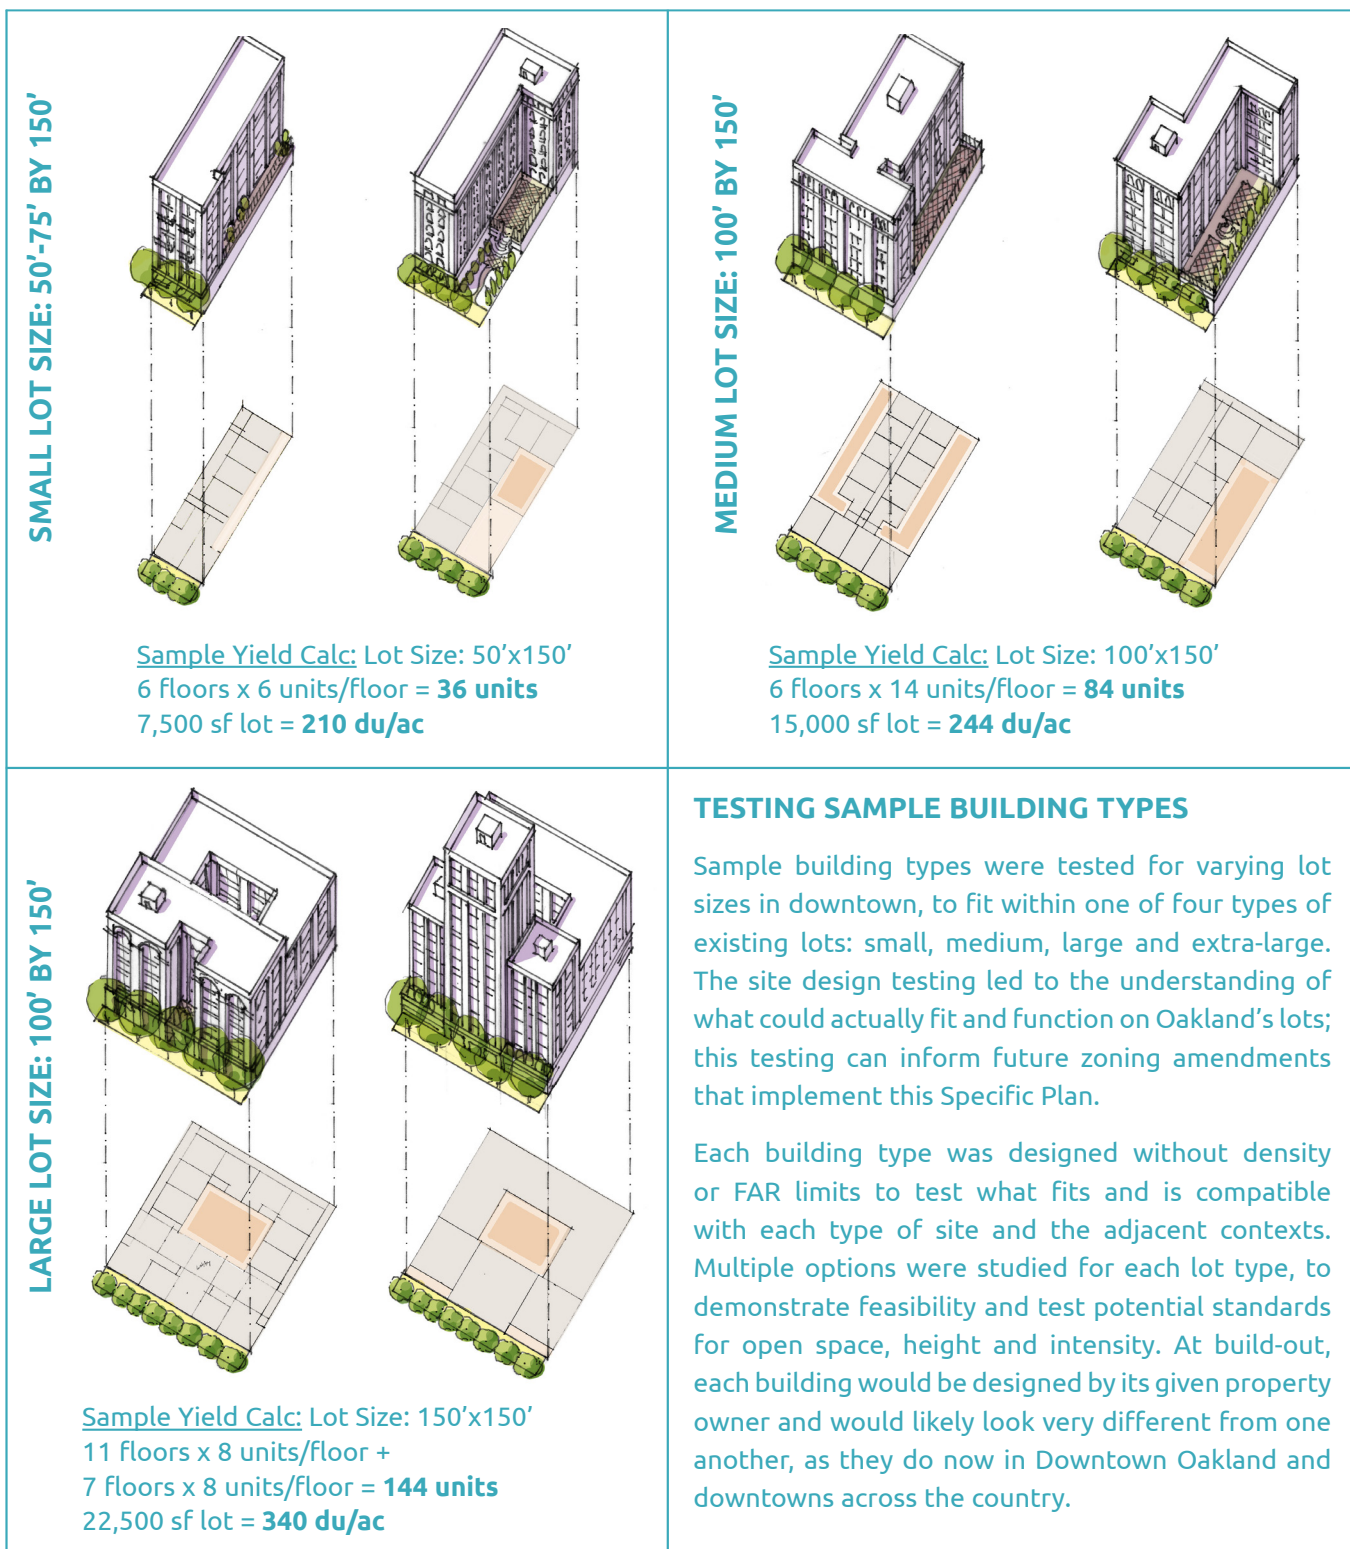 SMALL LOT SIZE: 50’-75’ BY 150’
Sample Yield Calc: Lot Size: 50’x150’
6 floors x 6 units/floor = 36 units
7,500 sf lot = 210 du/ac
MEDIUM LOT SIZE: 100’ BY 150’
Sample Yield Calc: Lot Size: 100’x150’
6 floors x 14 units/floor = 84 units
15,000 sf lot = 244 du/ac
LARGE LOT SIZE: 100’ BY 150’
Sample Yield Calc: Lot Size: 150’x150’
11 floors x 8 units/floor +
7 floors x 8 units/floor = 144 units
22,500 sf lot = 340 du/ac
TESTING SAMPLE BUILDING TYPES
Sample building types were tested for varying lot
sizes in downtown, to fit within one of four types of
existing lots: small, medium, large and extra-large.
The site design testing led to the understanding of
what could actually fit and function on Oakland’s lots;
this testing can inform future zoning amendments
that implement this Specific Plan.
Each building type was designed without density
or FAR limits to test what fits and is compatible
with each type of site and the adjacent contexts.
Multiple options were studied for each lot type, to
demonstrate feasibility and test potential standards
for open space, height and intensity. At build-out,
each building would be designed by its given property
owner and would likely look very different from one
another, as they do now in Downtown Oakland and
downtowns across the country.